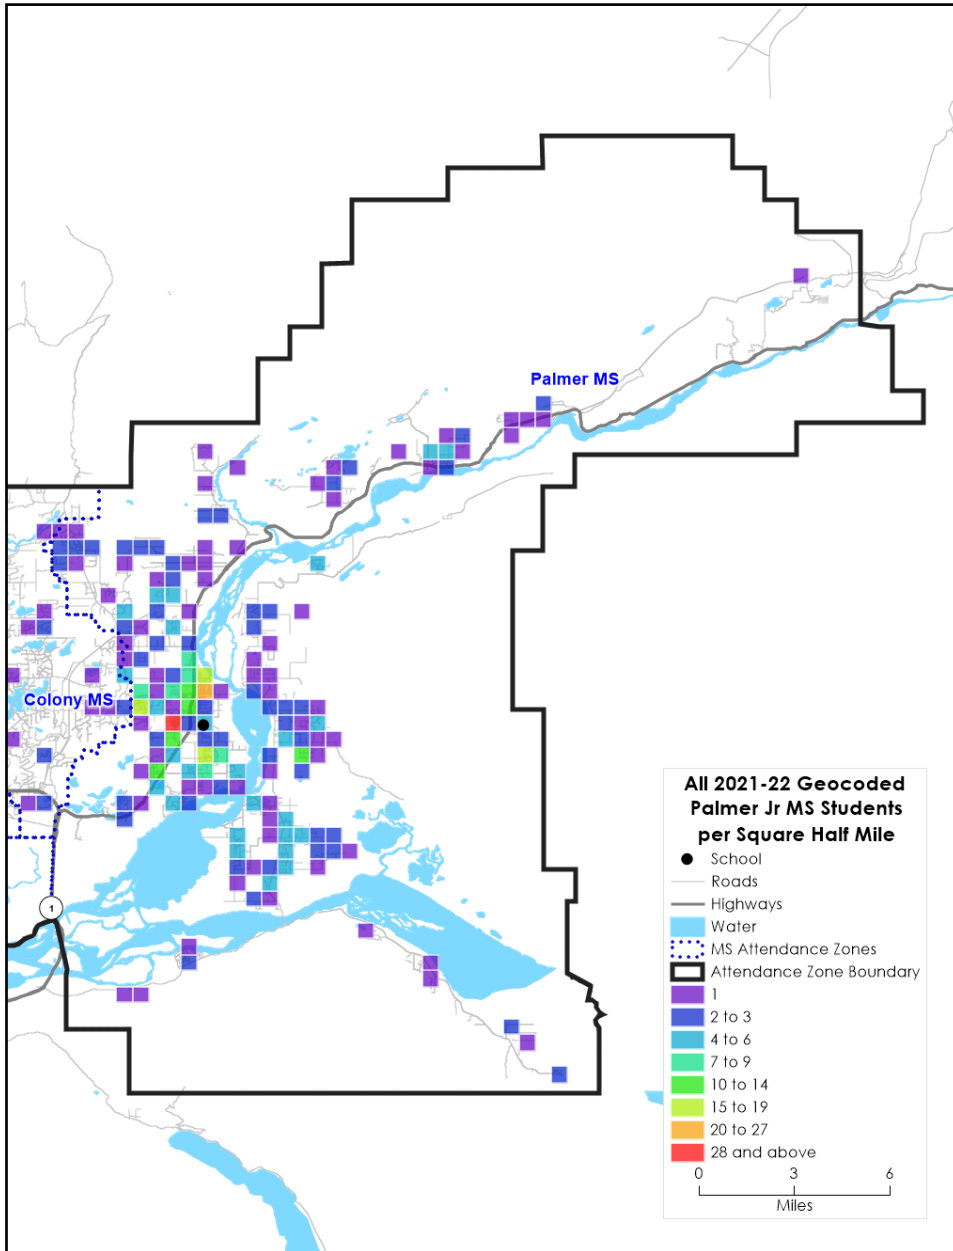 Palmer MS
Colony MS
1
All 2021-22 Geocoded
Palmer Jr MS Students
per Square Half Mile
School
Roads
Highways
Water
MS Attendance Zones
Attendance Zone Boundary
1
2 to 3
4 to 6
7 to 9
10 to 14
15 to 19
20 to 27
28 and above
0 3 6
Miles